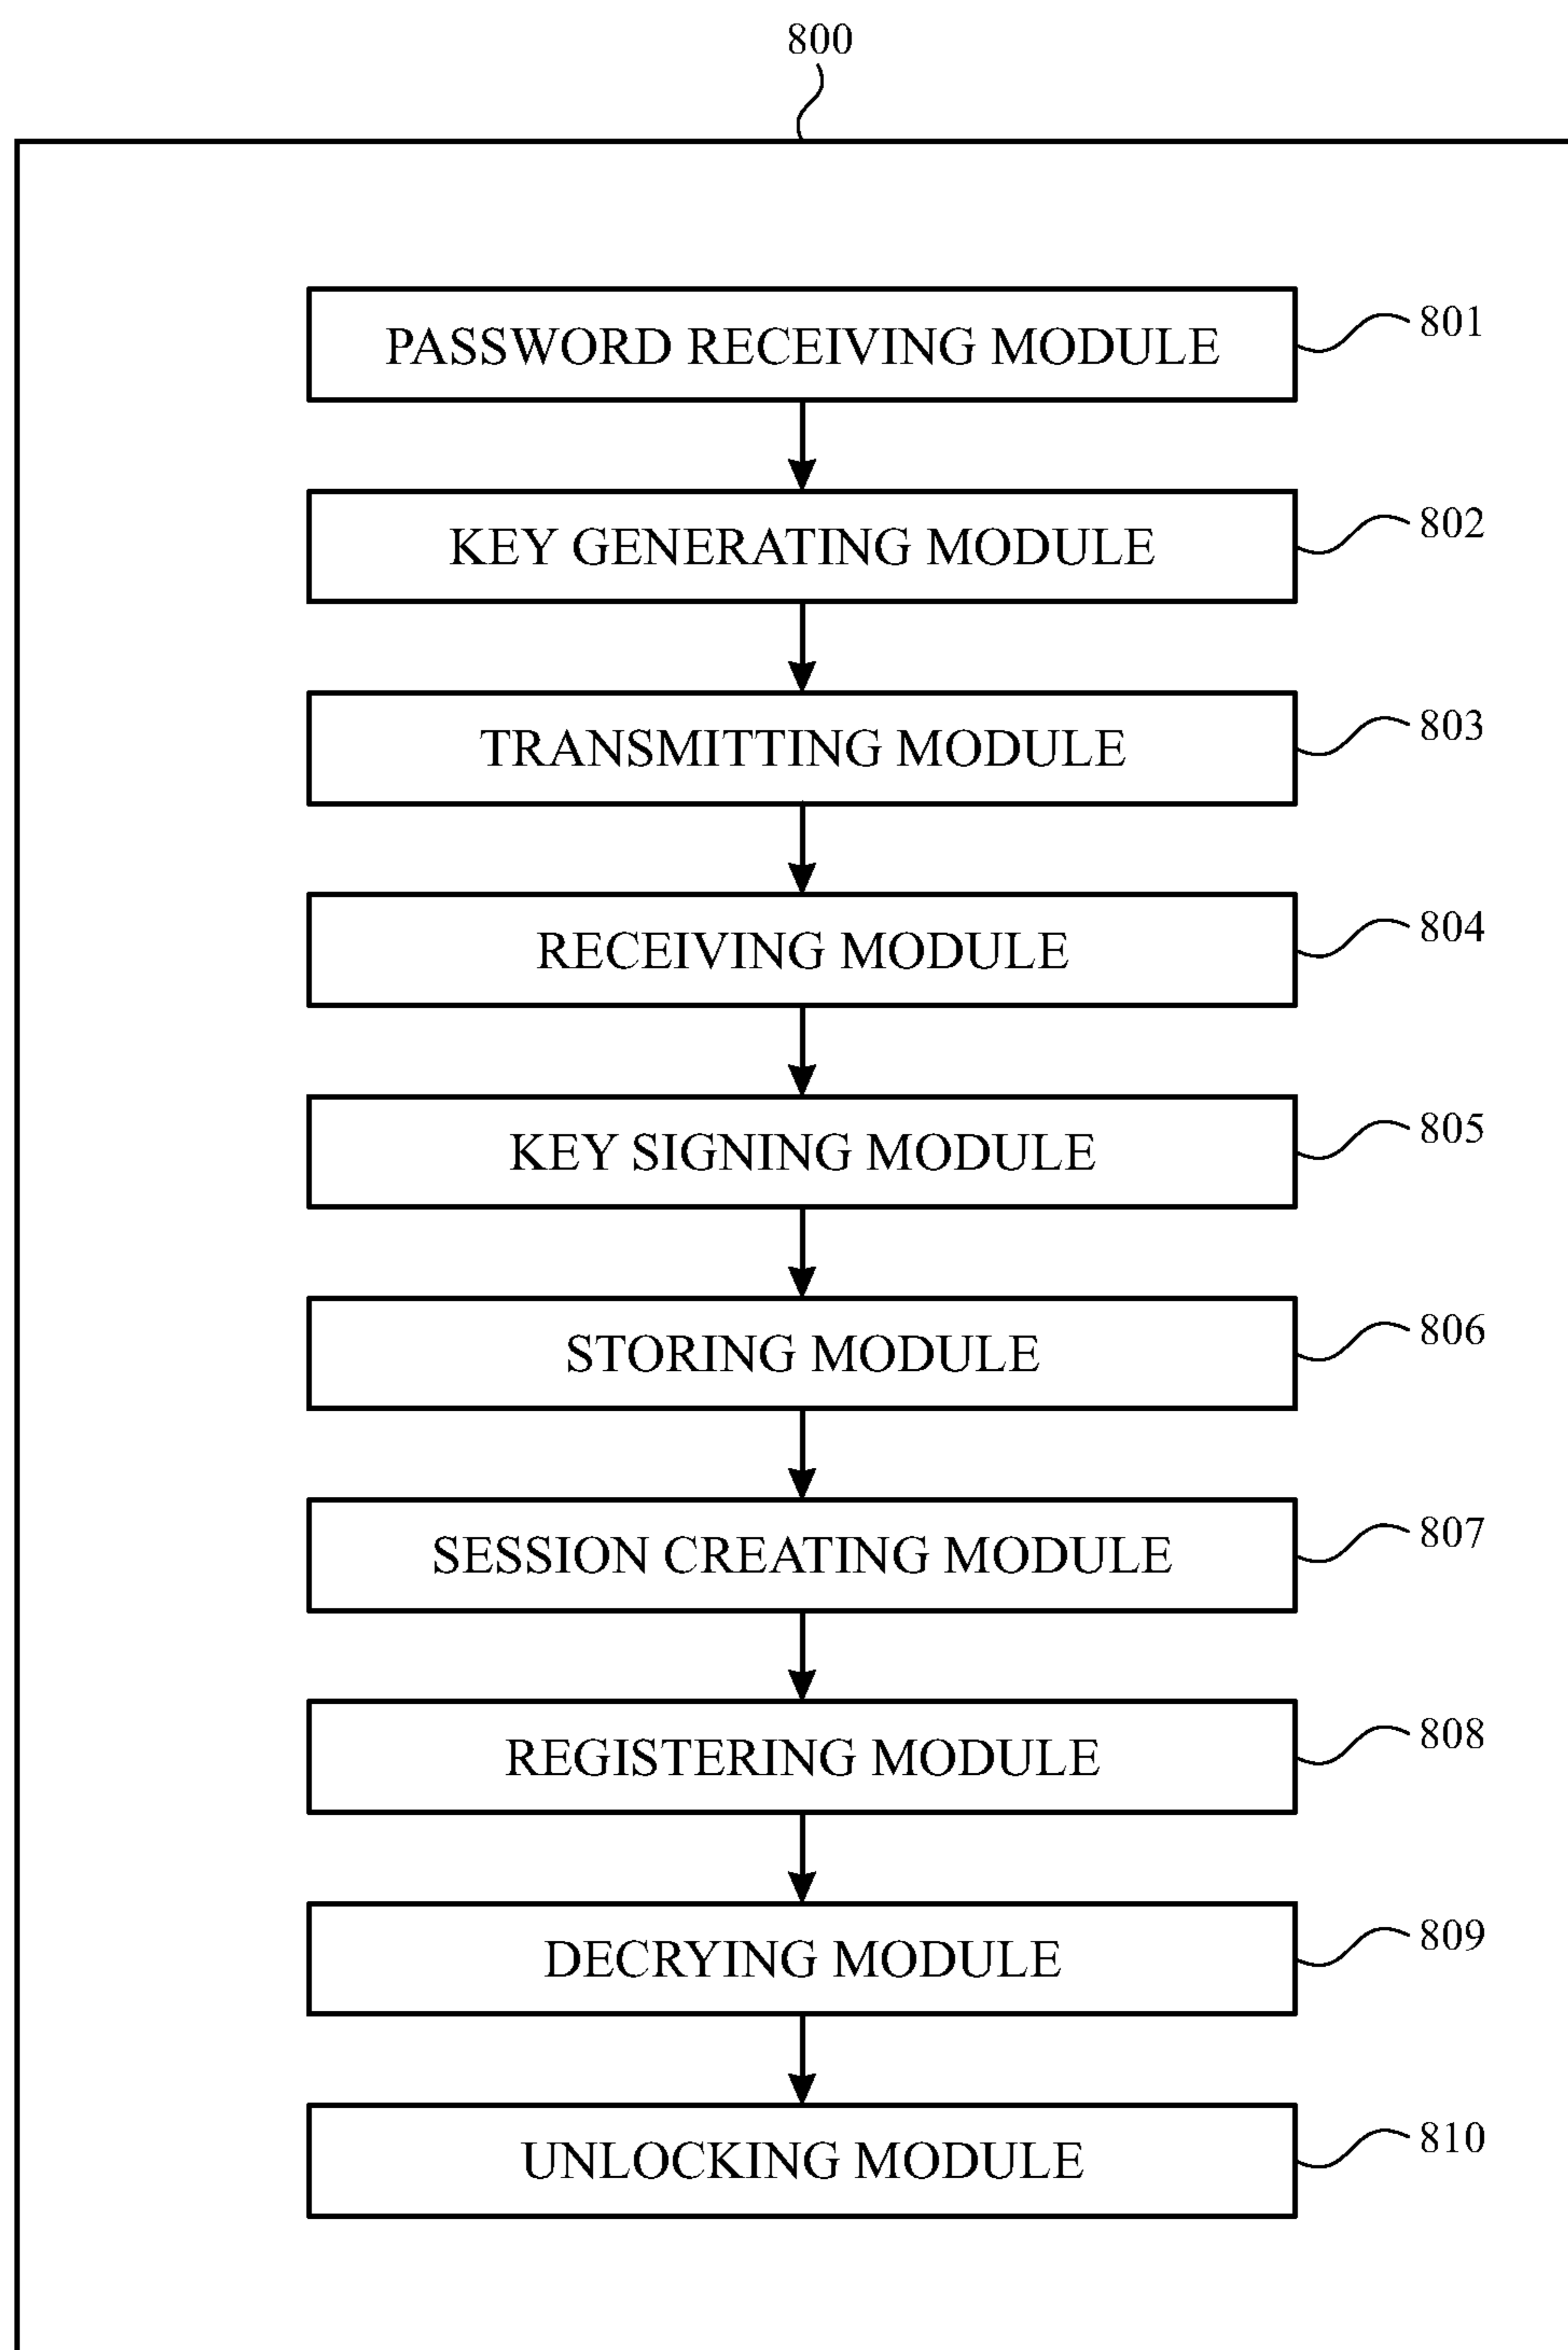 800
PASSWORD RECEIVING MODULE
801
KEY GENERATING MODULE
802
TRANSMITTING MODULE
803
RECEIVING MODULE
804
KEY SIGNING MODULE
805
STORING MODULE
806
SESSION CREATING MODULE
807
REGISTERING MODULE
808
DECRYING MODULE
809
UNLOCKING MODULE
810